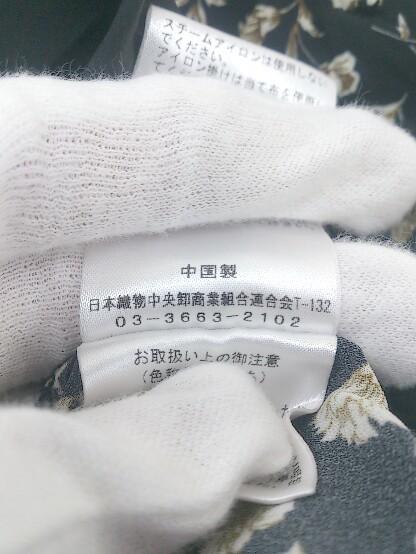 スチームアイロンは使用しない
でください。
アイロン掛けは当て布を使用し
中国製
日本織物中央卸商業組合連合会T-132
03-3663-2102
お取扱い上の御注意